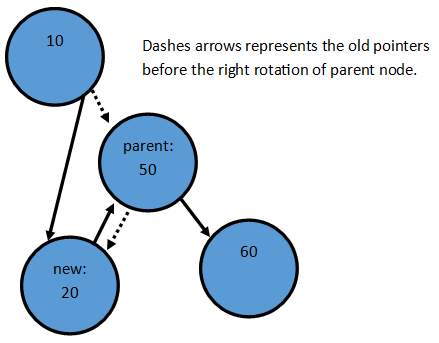 10
Dashes arrows represents the old pointers
before the right rotation of parent node.
parent:
50
new:
20
60